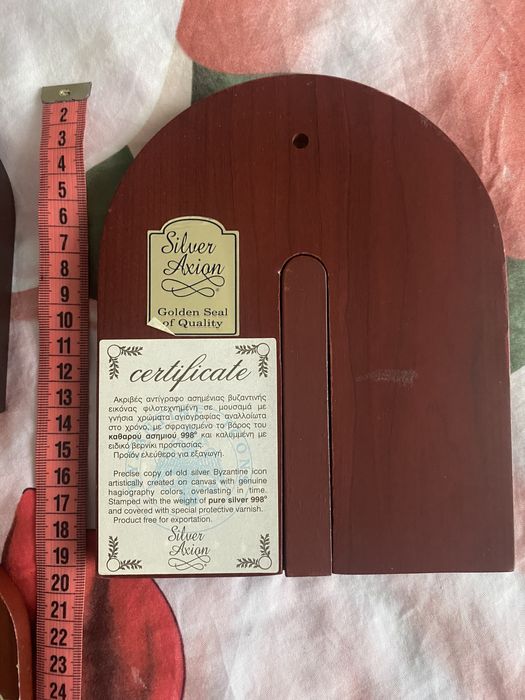 2
3
4
5
6
7
8
9
10
11
12
13
14
15
16
17
18
19
20
21
22
23
24
Silver
Axion
Golden Seal
of Quality
certificate
Ακριβές αντίγραφο ασημένιας βυζαντινής
εικόνας φιλοτεχνημένη σε μουσαμά με
γνήσια χρώματα αγιογραφίας αναλλοίωτα
στο χρόνο, με σφραγισμένο το βάρος του
καθαρού ασημιού 998° και καλυμμένη με
ειδικό βερνίκι προστασίας.
Προϊόν ελεύθερο για εξαγωγή.
Precise copy of old silver Byzantine icon
artistically created on canvas with genuine
hagiography colors, overlasting in time.
Stamped with the weight of pure silver 998°
and covered with special protective varnish.
Product free for exportation.
Silver
Axion